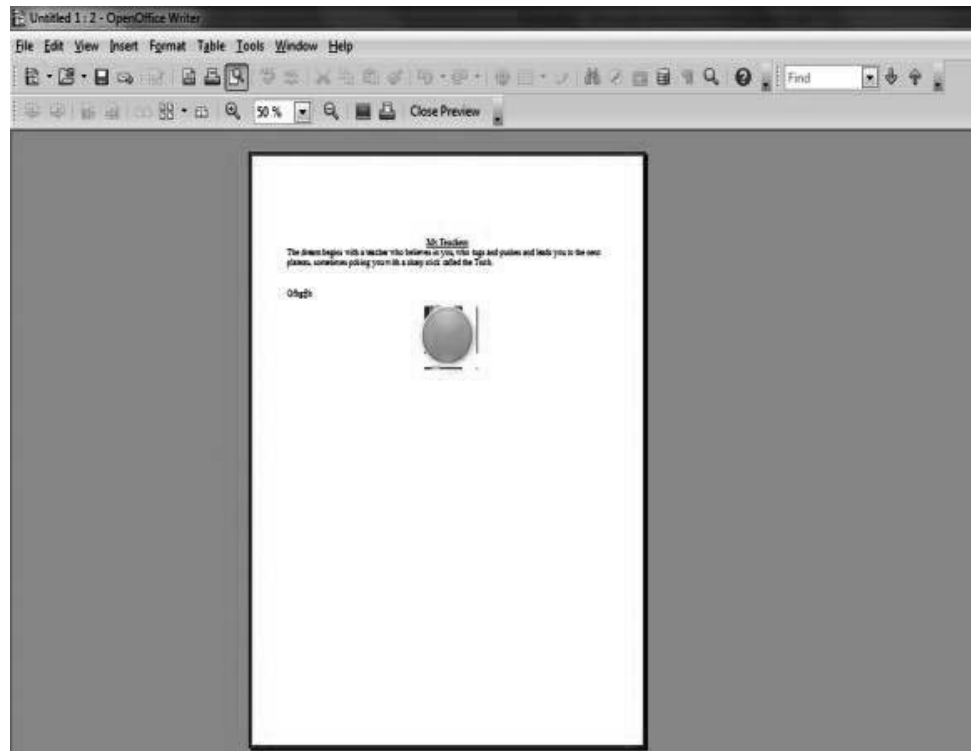 Untitled 1 : 2 - OpenOffice Writer
File Edit View Insert Format Table Tools Window Help
Find
50 % Close Preview
My Teachers
The dream begins with a teacher who believes in you, who tugs and pushes and leads you to the next
plateau, sometimes poking you with a sharp stick called the Truth.